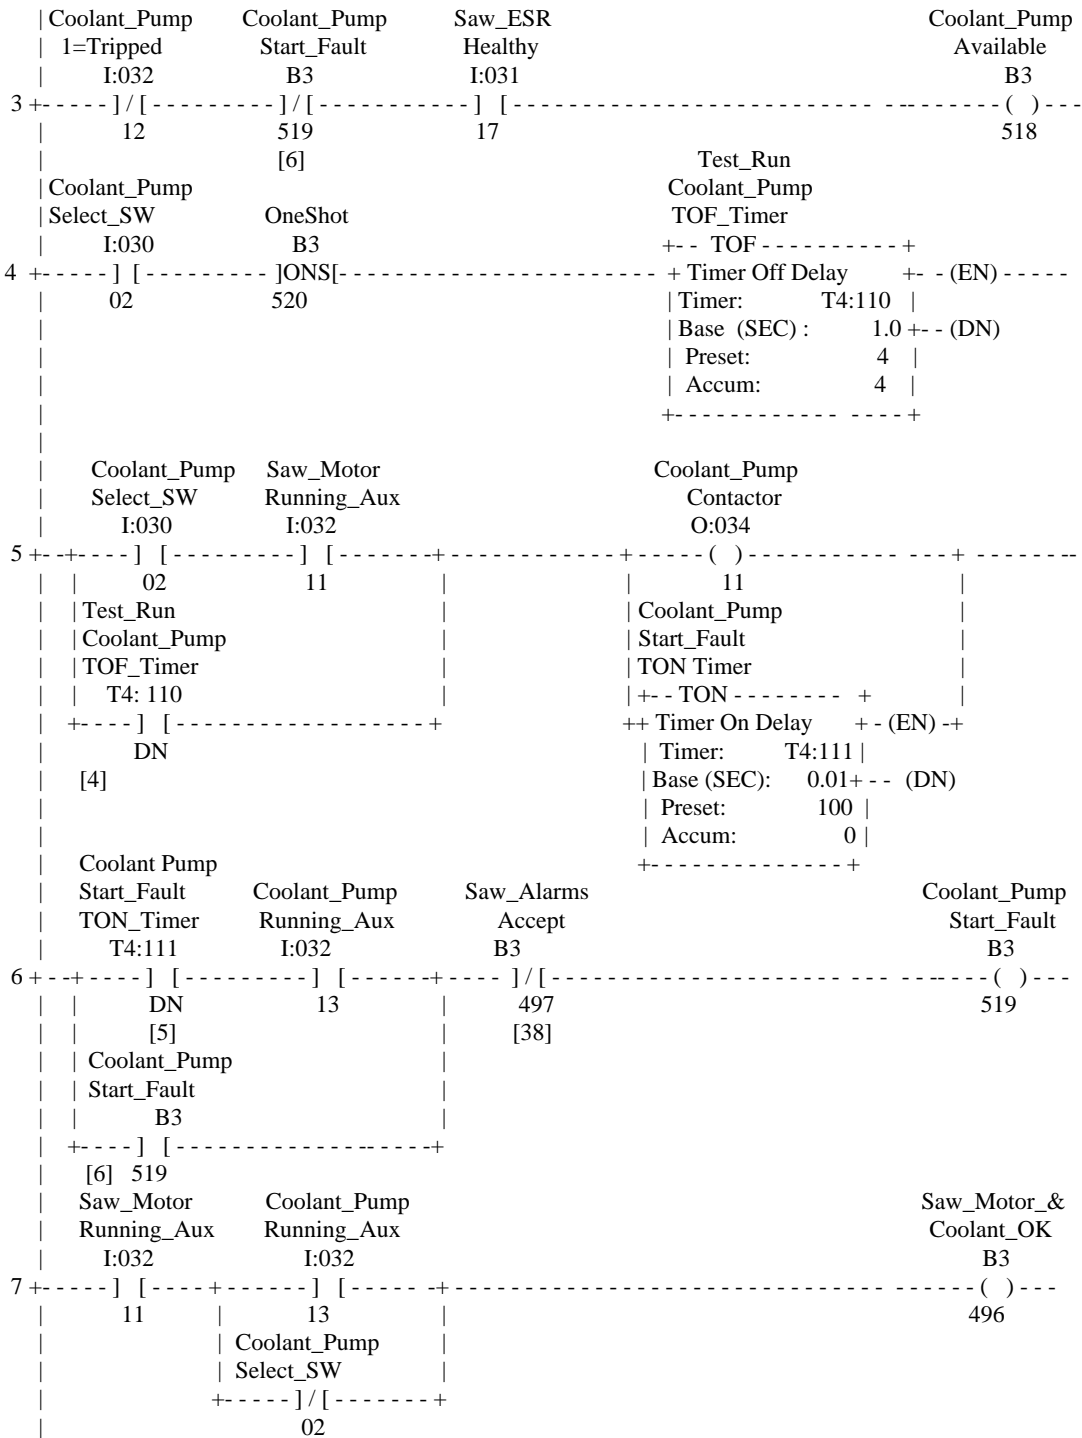 | Coolant_Pump Coolant_Pump Saw_ESR Coolant_Pump
| 1=Tripped Start_Fault Healthy Available
| I:032 B3 I:031 B3
3 +- - - - - ] / [ - - - - - - - - - ] / [ - - - - - - - - - - - ] [ - - - - - - - - - - - - - - - - - - - - - - - - - - - - - - - - - ( ) - - -
| 12 519 17 518
| [6] Test_Run
| Coolant_Pump Coolant_Pump
| Select_SW OneShot TOF_Timer
| I:030 B3 +- - TOF - - - - - - - - - - +
4 +- - - - - ] [ - - - - - - - - - ]ONS[- - - - - - - - - - - - - - - - - - - - - - - + Timer Off Delay +- - (EN) - - - - -
| 02 520 | Timer: T4:110 |
| | Base (SEC) : 1.0 +- - (DN)
| | Preset: 4 |
| | Accum: 4 |
| +- - - - - - - - - - - - - - - - +
|
| Coolant_Pump Saw_Motor Coolant_Pump
| Select_SW Running_Aux Contactor
| I:030 I:032 O:034
5 +- -+- - - - ] [ - - - - - - - - - ] [ - - - - - - -+- - - - - - - - - - - - + - - - - - ( ) - - - - - - - - - - - - - - + - - - - - - - -
| | 02 11 | | 11 |
| | Test_Run | | Coolant_Pump |
| | Coolant_Pump | | Start_Fault |
| | TOF_Timer | | TON Timer |
| | T4: 110 | | +- - TON - - - - - - - - + |
| +- - - - ] [ - - - - - - - - - - - - - - - - - - + ++ Timer On Delay + - (EN) -+
| DN | Timer: T4:111 |
| [4] | Base (SEC): 0.01+ - - (DN)
| | Preset: 100 |
| | Accum: 0 |
| Coolant Pump +- - - - - - - - - - - - - - +
| Start_Fault Coolant_Pump Saw_Alarms Coolant_Pump
| TON_Timer Running_Aux Accept Start_Fault
| T4:111 I:032 B3 B3
6 + - -+ - - - - ] [ - - - - - - - - - ] [ - - - - - -+ - - - - ] / [ - - - - - - - - - - - - - - - - - - - - - - - - - - - - - - - - ( ) - - -
| | DN 13 | 497 519
| | [5] | [38]
| | Coolant_Pump |
| | Start_Fault |
| | B3 |
| +- - - - ] [ - - - - - - - - - - - - - - - - - -+
| [6] 519
| Saw_Motor Coolant_Pump Saw_Motor_&
| Running_Aux Running_Aux Coolant_OK
| I:032 I:032 B3
7 +- - - - - ] [ - - - - + - - - - - - ] [ - - - - - -+- - - - - - - - - - - - - - - - - - - - - - - - - - - - - - - - - - - - - - ( ) - - -
| 11 | 13 | 496
| | Coolant_Pump |
| | Select_SW |
| +- - - - - ] / [ - - - - - - - +
| 02